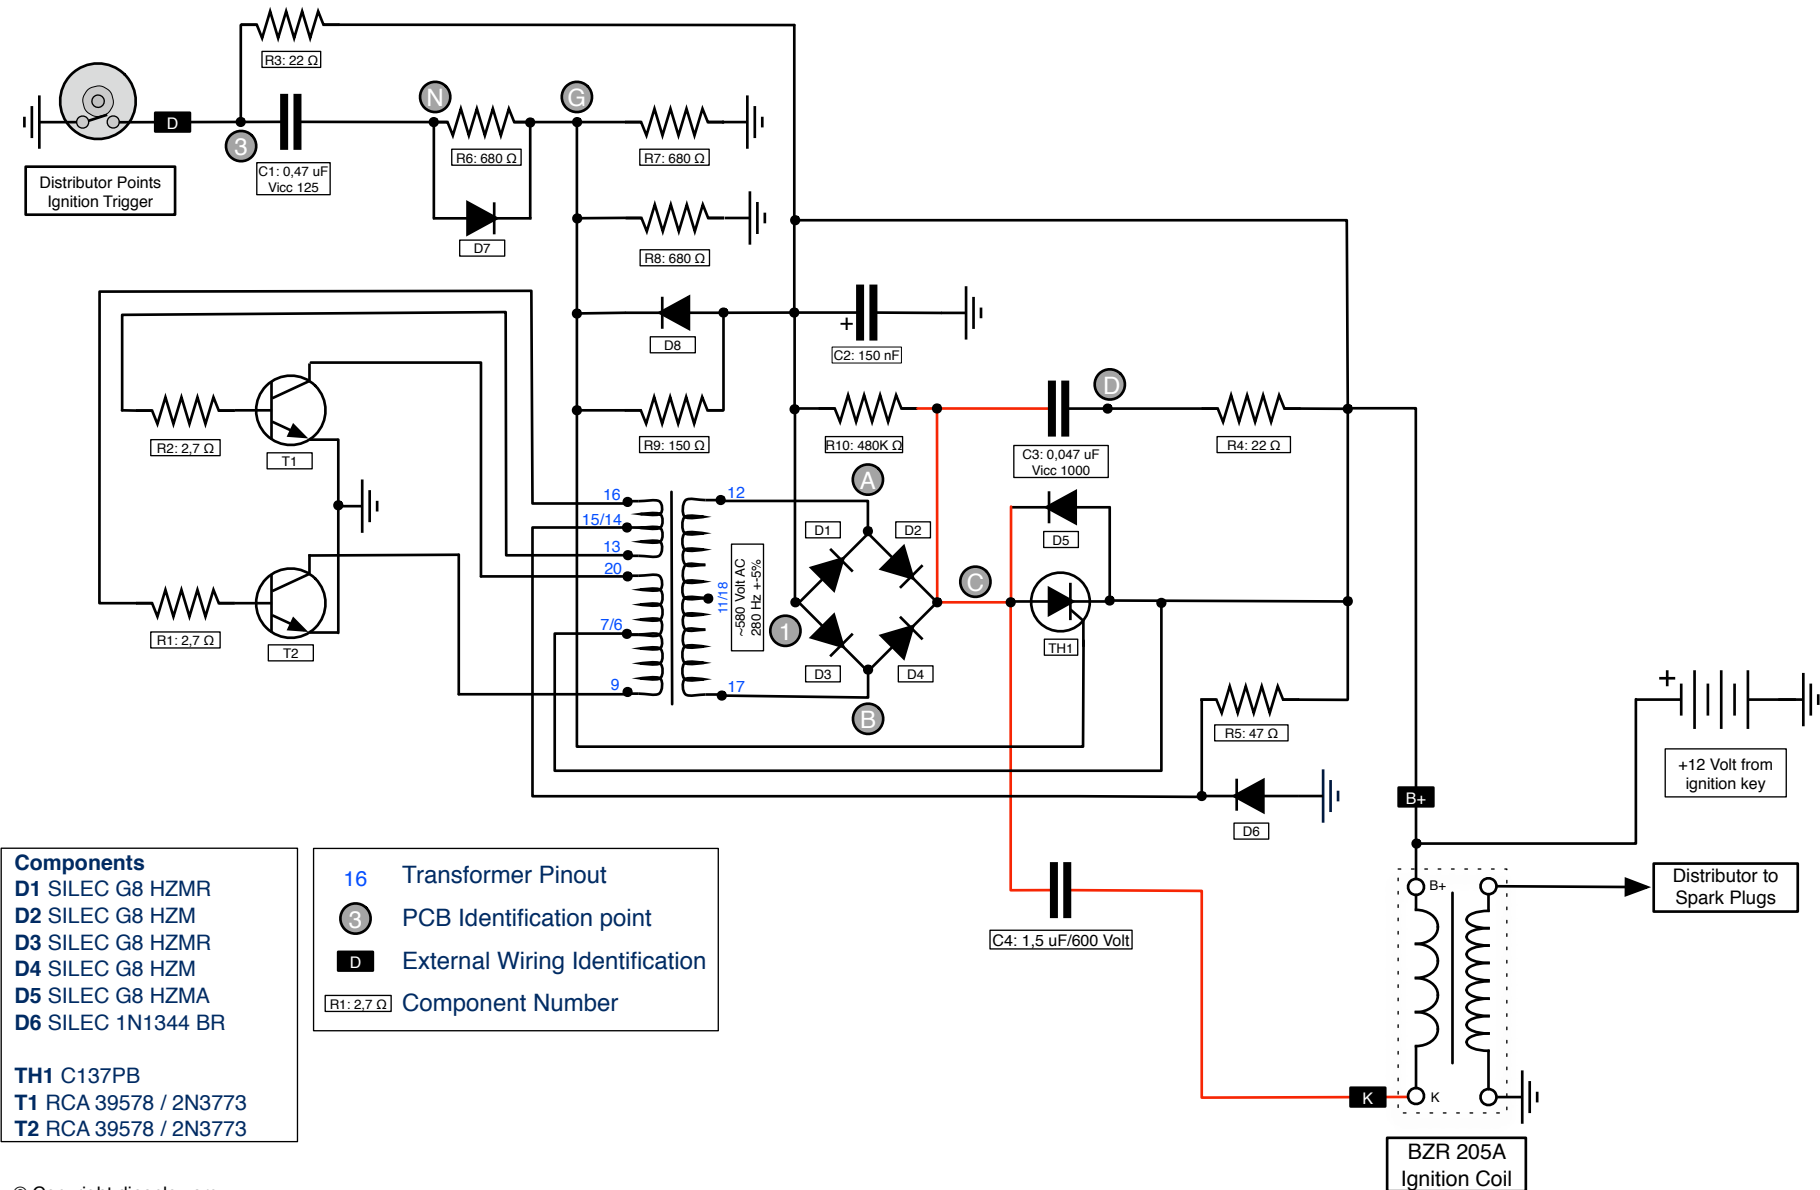 R3: 22 Ω
D
3
C1: 0,47 uF
Vicc 125
N
R6: 680 Ω
D7
G
R7: 680 Ω
R8: 680 Ω
Distributor Points
Ignition Trigger
D8
C2: 150 nF
+
R9: 150 Ω
R10: 480K Ω
D
C3: 0,047 uF
Vicc 1000
R4: 22 Ω
R2: 2,7 Ω
T1
R1: 2,7 Ω
T2
16
15/14
13
20
7/6
9
12
11/18
17
~580 Volt AC
280 Hz +-5%
A
D1
D2
1
C
D3
D4
B
D5
TH1
R5: 47 Ω
D6
+
+12 Volt from
ignition key
B+
B+
Distributor to
Spark Plugs
C4: 1,5 uF/600 Volt
K
K
BZR 205A
Ignition Coil
Components
D1 SILEC G8 HZMR
D2 SILEC G8 HZM
D3 SILEC G8 HZMR
D4 SILEC G8 HZM
D5 SILEC G8 HZMA
D6 SILEC 1N1344 BR
TH1 C137PB
T1 RCA 39578 / 2N3773
T2 RCA 39578 / 2N3773
16 Transformer Pinout
3 PCB Identification point
D External Wiring Identification
R1: 2,7 Ω Component Number
© Copyright